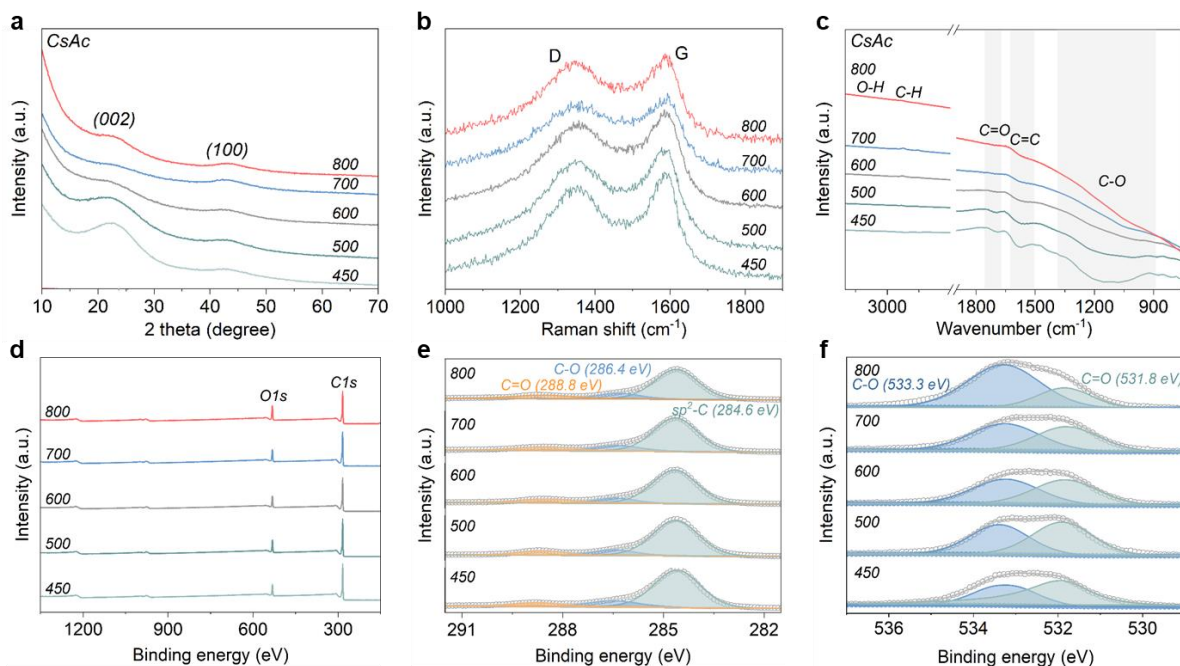 a
CsAc
(002)
(100)
800
700
600
500
450
Intensity (a.u.)
10 20 30 40 50 60 70
2 theta (degree)
b
D
G
800
700
600
500
450
Intensity (a.u.)
1000 1200 1400 1600 1800
Raman shift (cm⁻¹)
c
CsAc
800
O-H C-H
C=O
C=C
C-O
700
600
500
450
Intensity (a.u.)
3000 1800 1500 1200 900
Wavenumber (cm⁻¹)
d
O1s
C1s
800
700
600
500
450
Intensity (a.u.)
1200 900 600 300
Binding energy (eV)
e
800
C-O (286.4 eV)
C=O (288.8 eV)
sp²-C (284.6 eV)
700
600
500
450
Intensity (a.u.)
291 288 285 282
Binding energy (eV)
f
800
C-O (533.3 eV)
C=O (531.8 eV)
700
600
500
450
Intensity (a.u.)
536 534 532 530
Binding energy (eV)